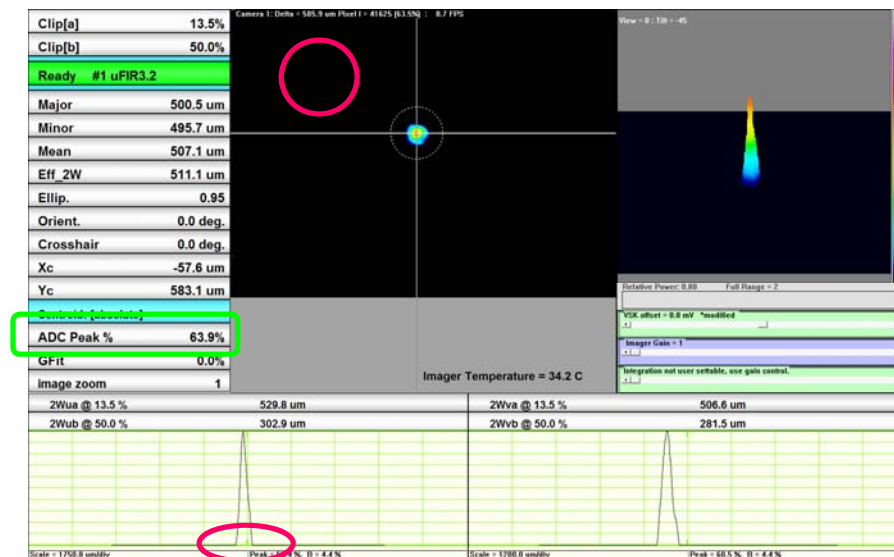 Clip[a] 13.5%
Clip[b] 50.0%
Ready #1 uFIR3.2
Major 500.5 um
Minor 495.7 um
Mean 507.1 um
Eff_2W 511.1 um
Ellip. 0.95
Orient. 0.0 deg.
Crosshair 0.0 deg.
Xc -57.6 um
Yc 583.1 um
Centroid: [absolute]
ADC Peak % 63.9%
GFit 0.0%
image zoom 1
Camera 1: Delta = 585.9 um Pixel I = 41625 [63.5%] : 8.7 FPS
Imager Temperature = 34.2 C
View = 0 : Tilt = -45
Relative Power: 0.00 Full Range = 2
VSK offset = 0.0 mV *modified
Imager Gain = 1
Integration not user settable, use gain control.
2Wua @ 13.5 % 529.8 um
2Wva @ 13.5 % 506.6 um
2Wub @ 50.0 % 302.9 um
2Wvb @ 50.0 % 281.5 um
Scale = 1750.0 um/div
Peak = % B = 4.4 %
Scale = 1200.0 um/div
Peak = 60.5 % B = 4.4 %